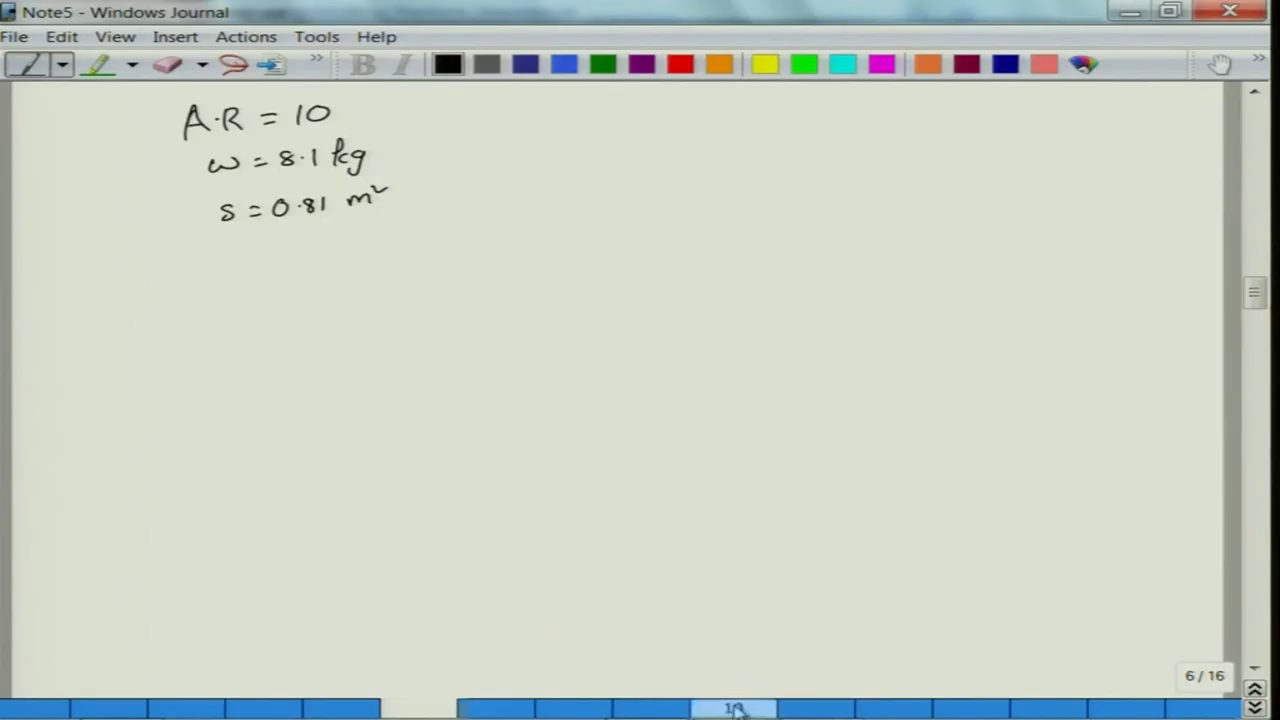 Note5 - Windows Journal
File Edit View Insert Actions Tools Help
B I
A.R = 10
w = 8.1 kg
s = 0.81 m²
6 / 16